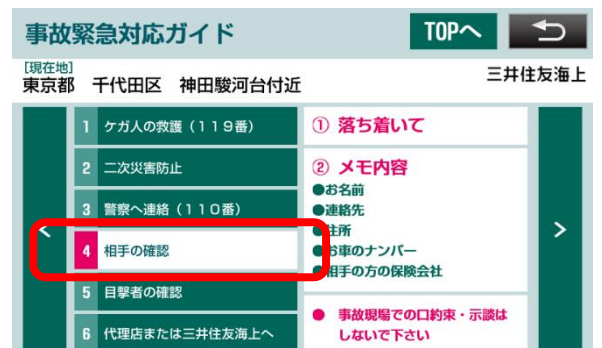 事故緊急対応ガイド
TOPへ
[現在地]
東京都 千代田区 神田駿河台付近
三井住友海上
1 ケガ人の救護（119番）
2 二次災害防止
3 警察へ連絡（110番）
4 相手の確認
5 目撃者の確認
6 代理店または三井住友海上へ
<
① 落ち着いて
② メモ内容
●お名前
●連絡先
●住所
●お車のナンバー
●相手の方の保険会社
● 事故現場での口約束・示談は
しないで下さい
>